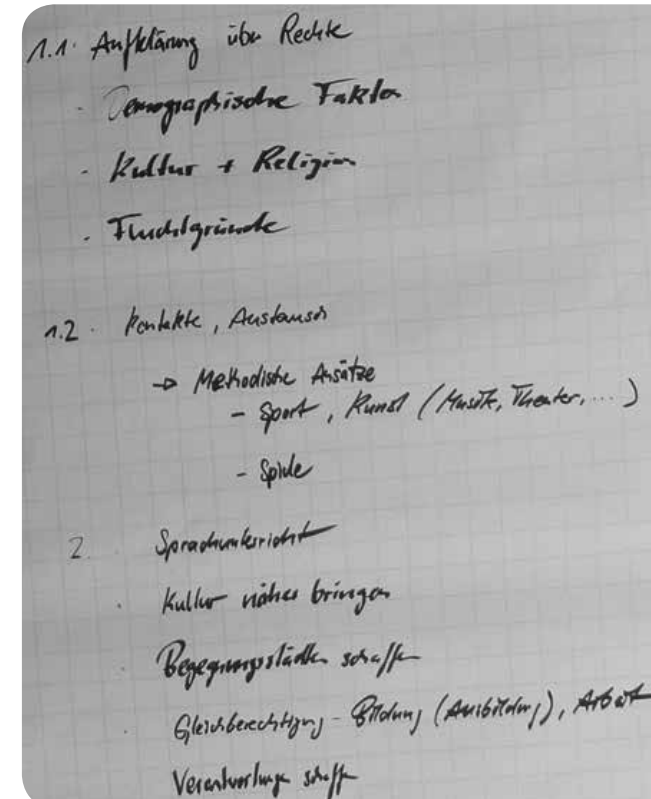 1.1. Aufklärung über Rechte
- Demographische Fakten
- Kultur + Religion
- Fluchtgründe
1.2. Kontakte, Austausch
→ Methodische Ansätze
- Sport, Kunst (Musik, Theater, ...)
- Spiele
2. Sprachunterricht
· Kultur näher bringen
· Begegnungsstädten schaffen
Gleichberechtigung - Bildung (Ausbildung), Arbeit
Verantwortung schaffen